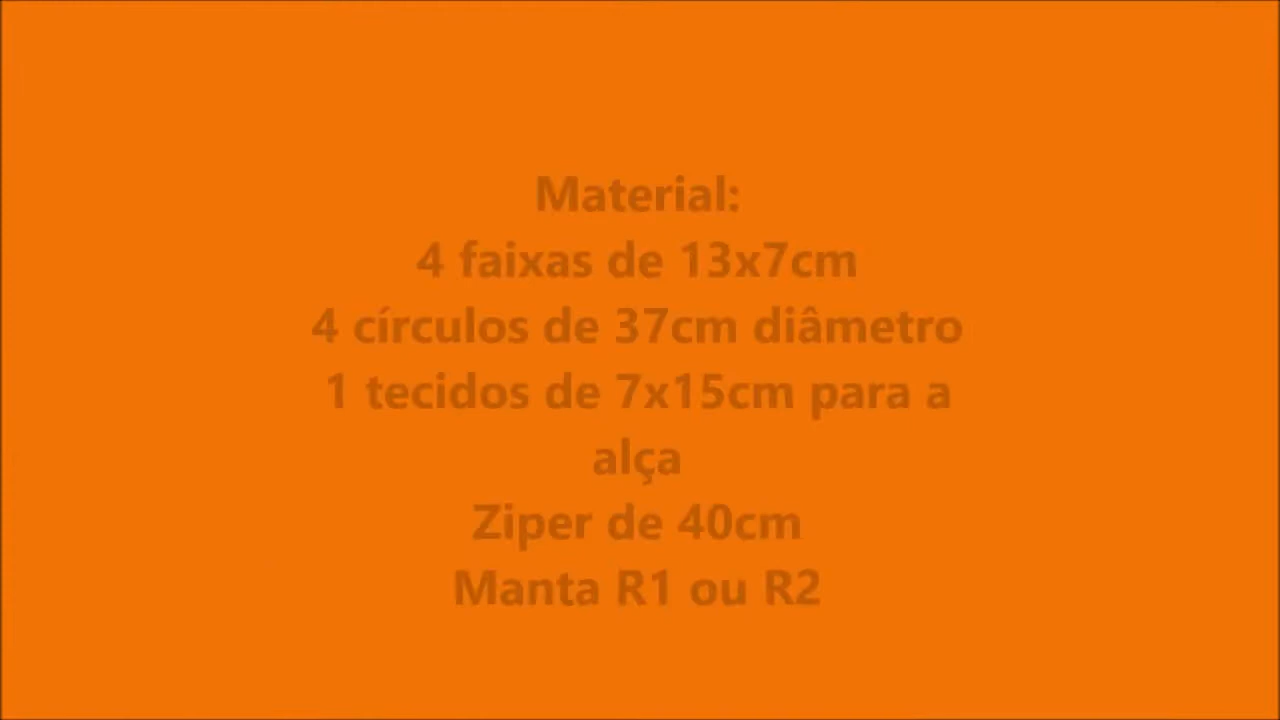 Material:
4 faixas de 13x7cm
4 círculos de 37cm diâmetro
1 tecidos de 7x15cm para a
alça
Ziper de 40cm
Manta R1 ou R2